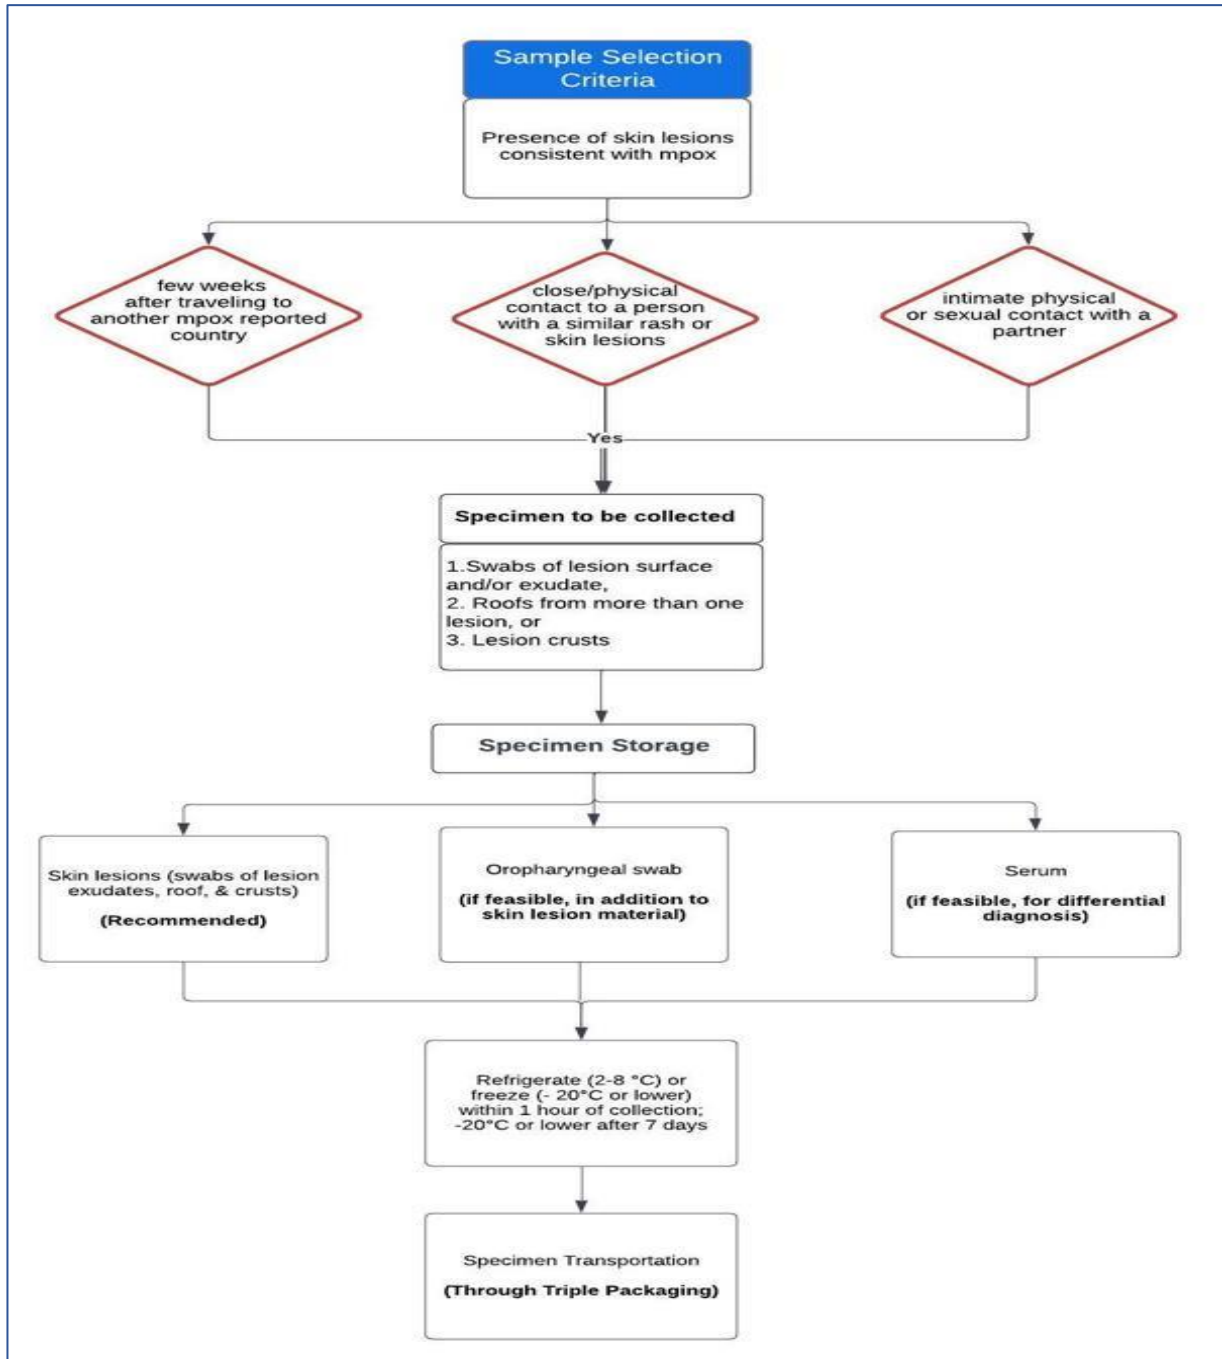 Sample Selection
Criteria
Presence of skin lesions
consistent with mpox
few weeks
after traveling to
another mpox reported
country
close/physical
contact to a person
with a similar rash or
skin lesions
intimate physical
or sexual contact with a
partner
Yes
Specimen to be collected
1.Swabs of lesion surface
and/or exudate,
2. Roofs from more than one
lesion, or
3. Lesion crusts
Specimen Storage
Skin lesions (swabs of lesion
exudates, roof, & crusts)
(Recommended)
Oropharyngeal swab
(if feasible, in addition to
skin lesion material)
Serum
(if feasible, for differential
diagnosis)
Refrigerate (2-8 °C) or
freeze (- 20°C or lower)
within 1 hour of collection;
-20°C or lower after 7 days
Specimen Transportation
(Through Triple Packaging)